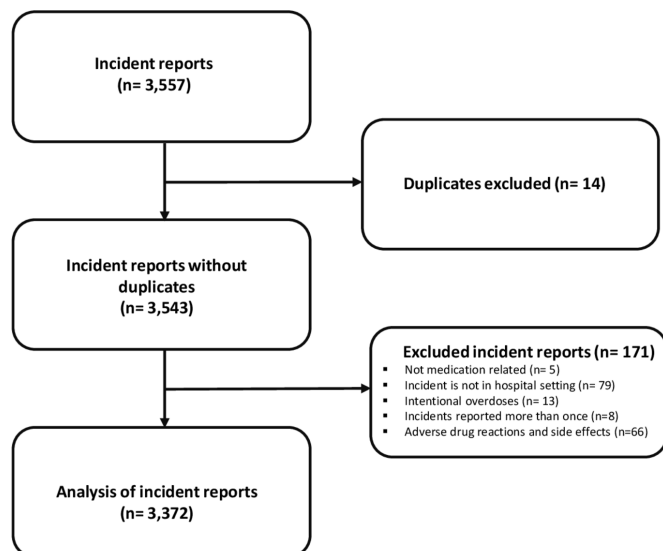 Incident reports
(n= 3,557)
Duplicates excluded (n= 14)
Incident reports without
duplicates
(n= 3,543)
Excluded incident reports (n= 171)
▪ Not medication related (n= 5)
▪ Incident is not in hospital setting (n= 79)
▪ Intentional overdoses (n= 13)
▪ Incidents reported more than once (n=8)
▪ Adverse drug reactions and side effects (n=66)
Analysis of incident reports
(n= 3,372)